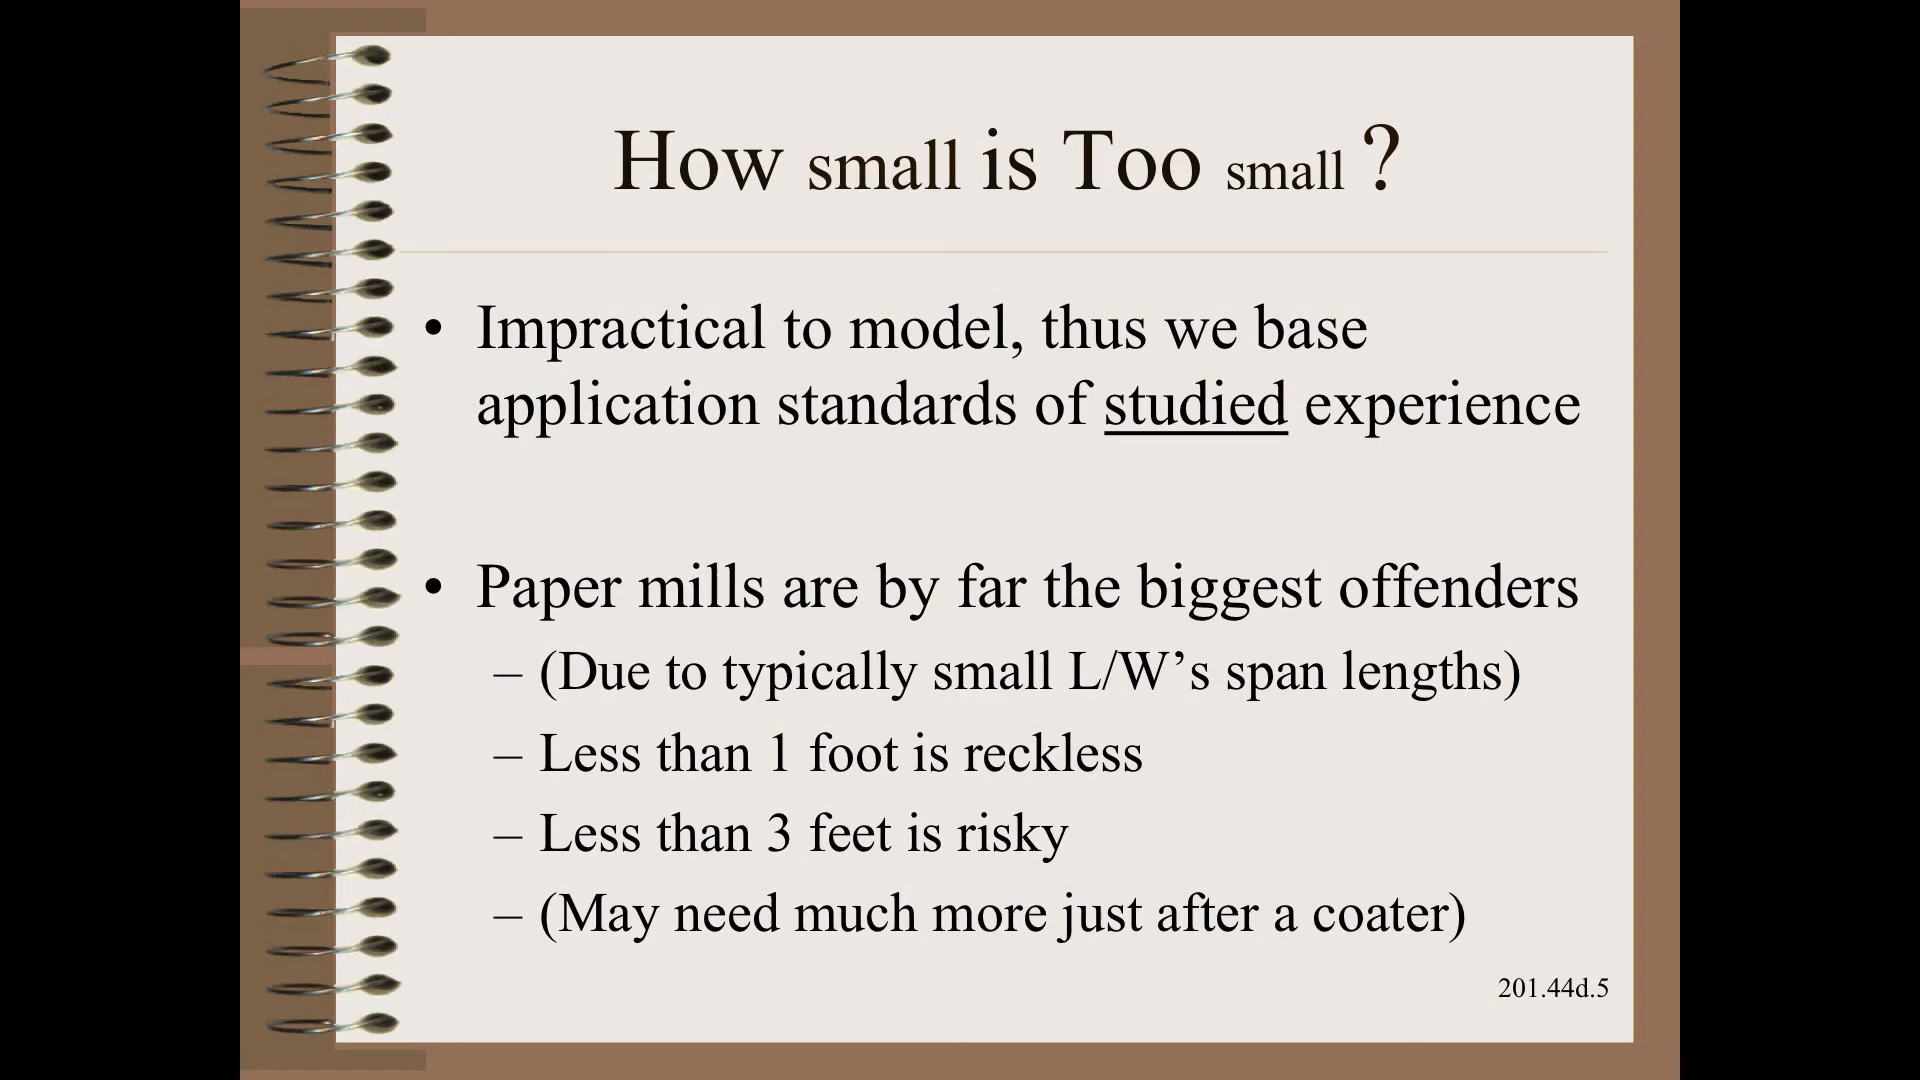 How small is Too small ?
• Impractical to model, thus we base
application standards of studied experience
• Paper mills are by far the biggest offenders
– (Due to typically small L/W’s span lengths)
– Less than 1 foot is reckless
– Less than 3 feet is risky
– (May need much more just after a coater)
201.44d.5